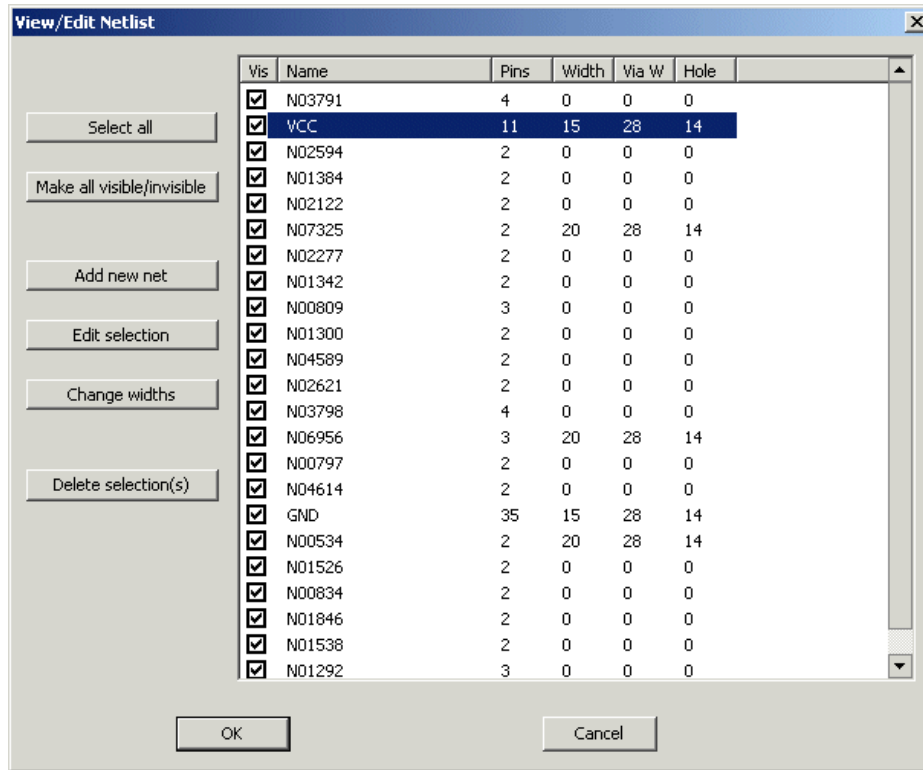 View/Edit Netlist
Vis Name Pins Width Via W Hole
N03791 4 0 0 0
Select all
VCC 11 15 28 14
N02594 2 0 0 0
Make all visible/invisible
N01384 2 0 0 0
N02122 2 0 0 0
N07325 2 20 28 14
N02277 2 0 0 0
Add new net
N01342 2 0 0 0
N00809 3 0 0 0
Edit selection
N01300 2 0 0 0
N04589 2 0 0 0
Change widths
N02621 2 0 0 0
N03798 4 0 0 0
N06956 3 20 28 14
N00797 2 0 0 0
Delete selection(s)
N04614 2 0 0 0
GND 35 15 28 14
N00534 2 20 28 14
N01526 2 0 0 0
N00834 2 0 0 0
N01846 2 0 0 0
N01538 2 0 0 0
N01292 3 0 0 0
OK Cancel